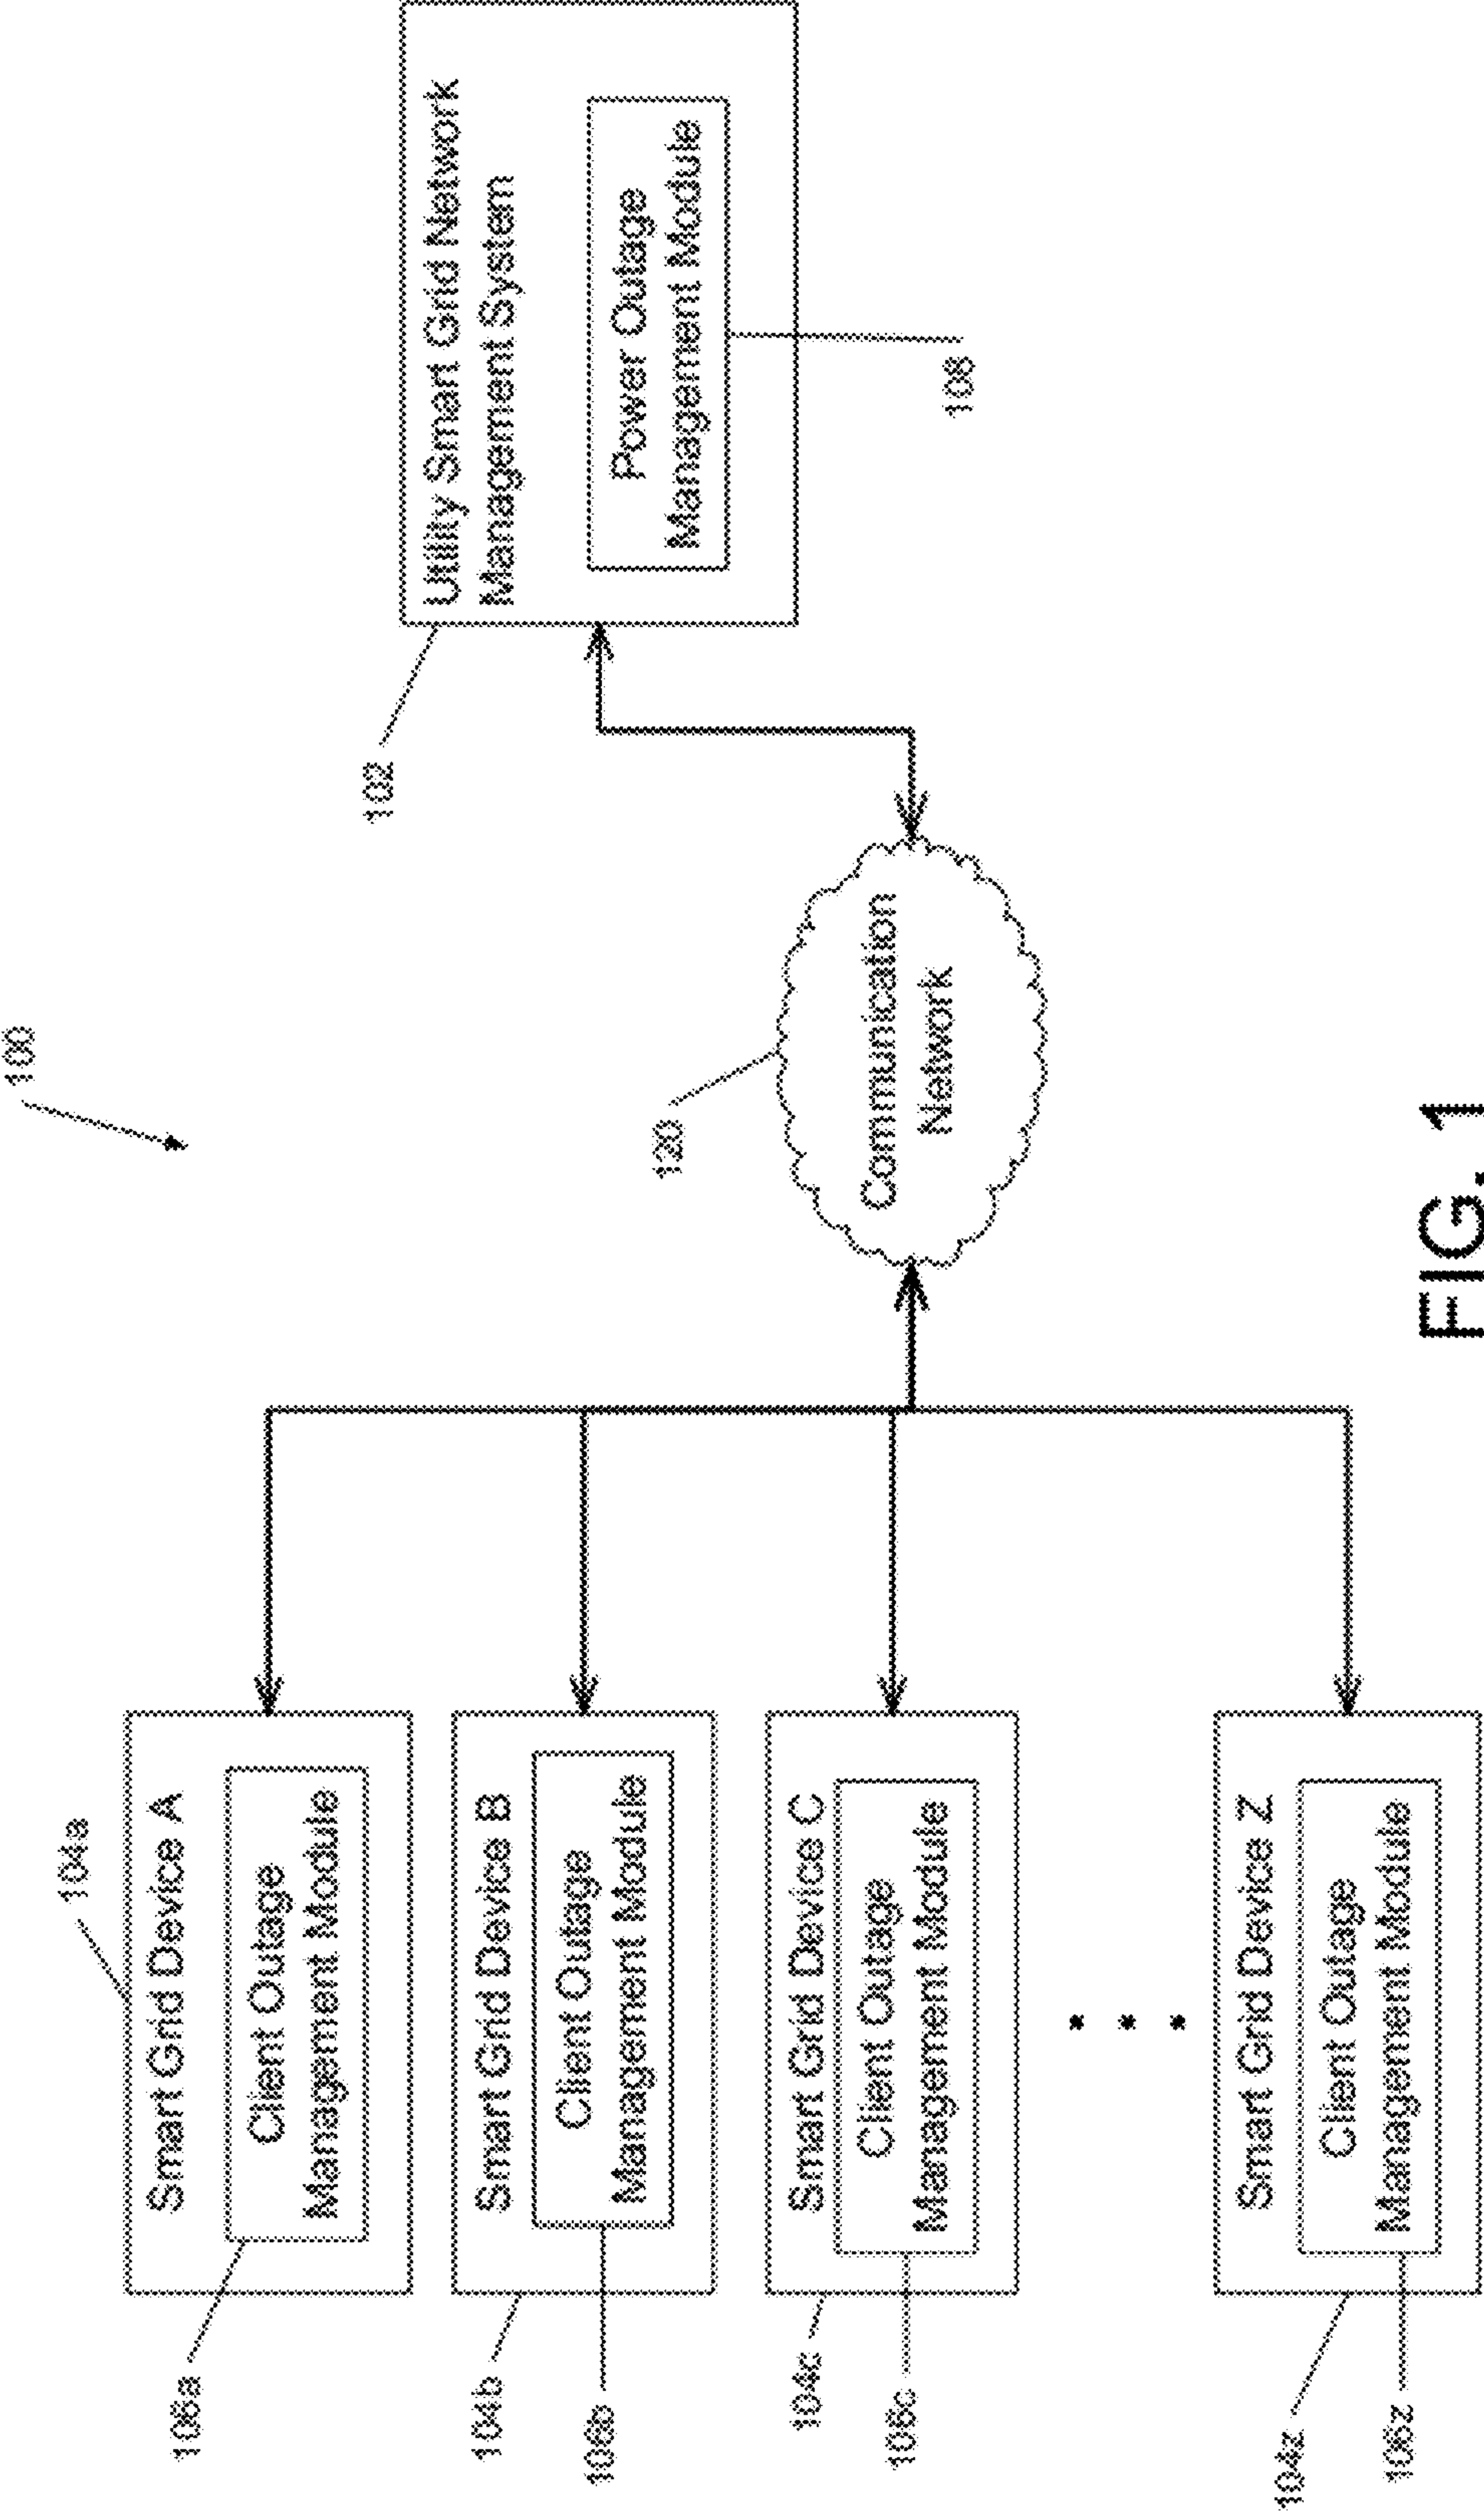 100
104a
Smart Grid Device A
Client Outage
Management Module
106a
Smart Grid Device B
Client Outage
Management Module
104b
106b
Smart Grid Device C
Client Outage
Management Module
104c
106c
Smart Grid Device Z
Client Outage
Management Module
104z
106z
120
Communication
Network
102
Utility Smart Grid Network
Management System
Power Outage
Management Module
108
FIG. 1